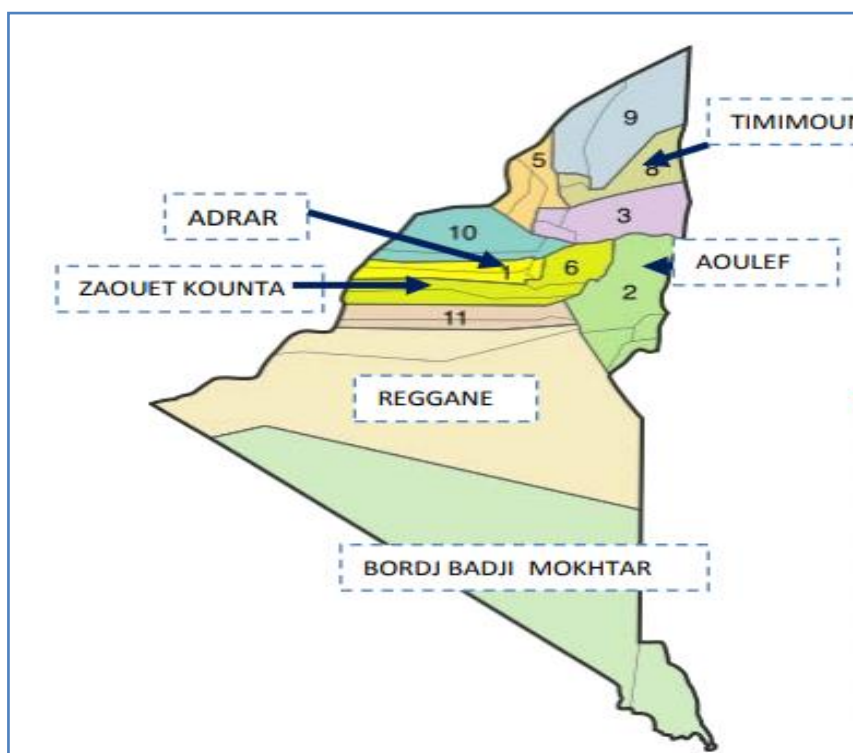 9
TIMIMOUN
5
8
ADRAR
3
10
1
6
AOULEF
ZAOUET KOUNTA
2
11
REGGANE
BORDJ BADJI MOKHTAR